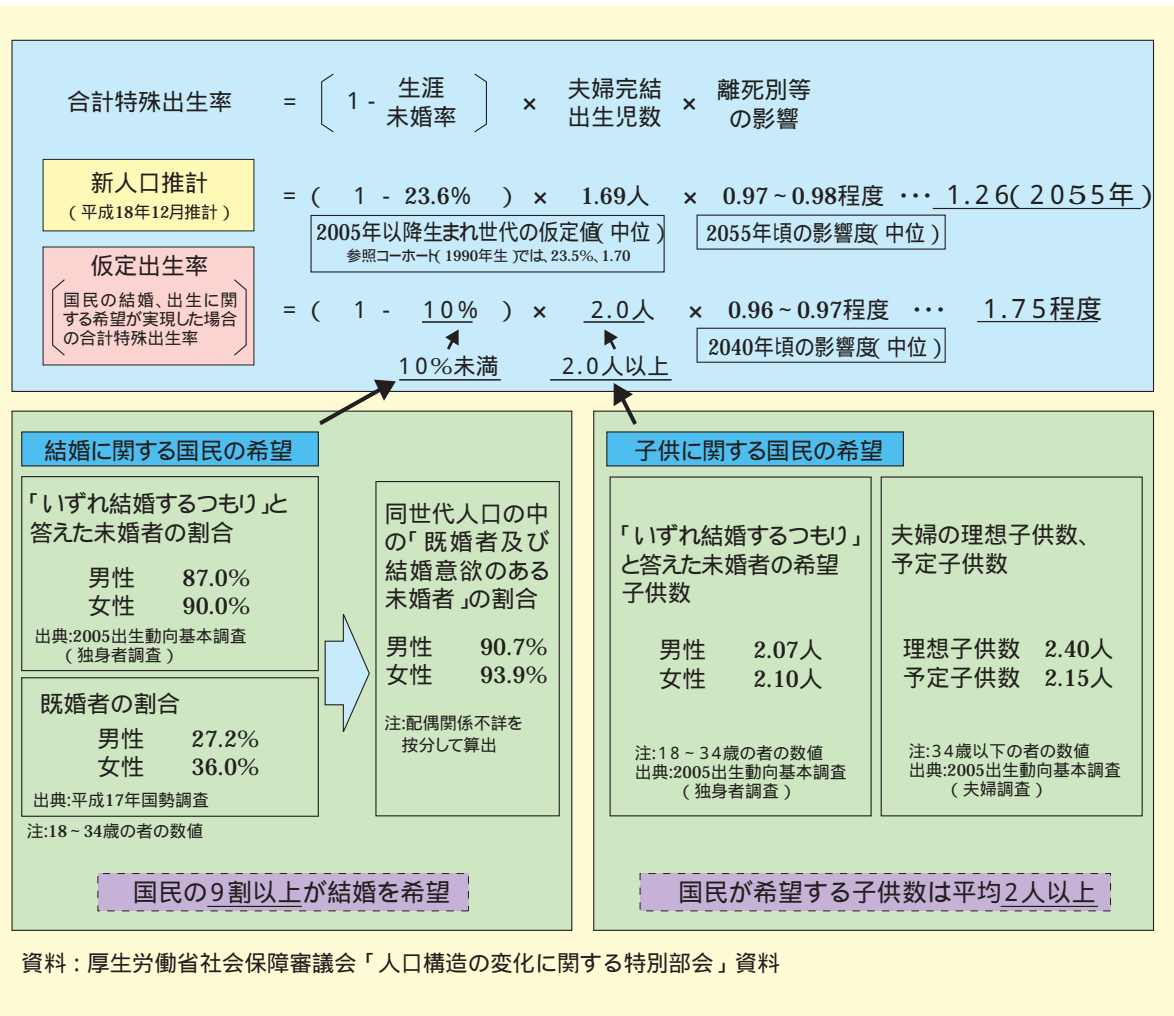 合計特殊出生率 = ( 1 - 生涯未婚率 ) × 夫婦完結出生児数 × 離死別等の影響
新人口推計
(平成18年12月推計)
= ( 1 - 23.6% ) × 1.69人 × 0.97~0.98程度 ･･･ 1.26(2055年)
2005年以降生まれ世代の仮定値(中位)
参照コーホート(1990年生)では、23.5%、1.70
2055年頃の影響度(中位)
仮定出生率
国民の結婚、出生に関
する希望が実現した場合
の合計特殊出生率
= ( 1 - 10% ) × 2.0人 × 0.96~0.97程度 ･･･ 1.75程度
2040年頃の影響度(中位)
10%未満 2.0人以上
結婚に関する国民の希望
「いずれ結婚するつもり」と
答えた未婚者の割合
男性 87.0%
女性 90.0%
出典:2005出生動向基本調査
(独身者調査)
既婚者の割合
男性 27.2%
女性 36.0%
出典:平成17年国勢調査
注:18~34歳の者の数値
同世代人口の中
の「既婚者及び
結婚意欲のある
未婚者」の割合
男性 90.7%
女性 93.9%
注:配偶関係不詳を
按分して算出
国民の9割以上が結婚を希望
子供に関する国民の希望
「いずれ結婚するつもり」
と答えた未婚者の希望
子供数
男性 2.07人
女性 2.10人
注:18~34歳の者の数値
出典:2005出生動向基本調査
(独身者調査)
夫婦の理想子供数、
予定子供数
理想子供数 2.40人
予定子供数 2.15人
注:34歳以下の者の数値
出典:2005出生動向基本調査
(夫婦調査)
国民が希望する子供数は平均2人以上
資料:厚生労働省社会保障審議会「人口構造の変化に関する特別部会」資料